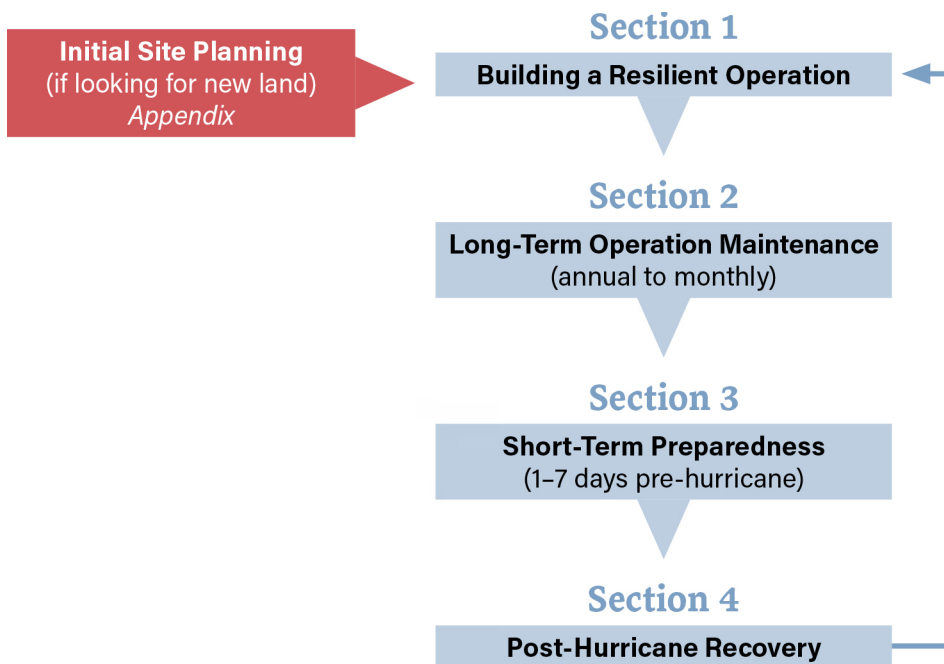 Initial Site Planning
(if looking for new land)
Appendix
Section 1
Building a Resilient Operation
Section 2
Long-Term Operation Maintenance
(annual to monthly)
Section 3
Short-Term Preparedness
(1–7 days pre-hurricane)
Section 4
Post-Hurricane Recovery